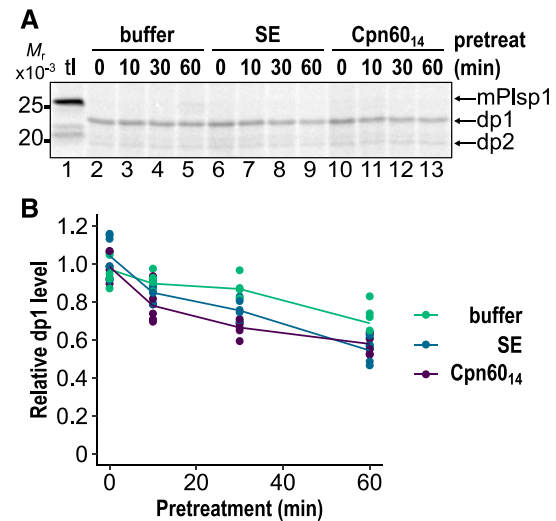 A
buffer SE Cpn60₁₄ pretreat
Mr x10⁻³ tl 0 10 30 60 0 10 30 60 0 10 30 60 (min)
25 mPlsp1
dp1
20 dp2
1 2 3 4 5 6 7 8 9 10 11 12 13
B
1.2
1.0
0.8
0.6
0.4
0.2
0
Relative dp1 level
buffer
SE
Cpn60₁₄
0 20 40 60
Pretreatment (min)